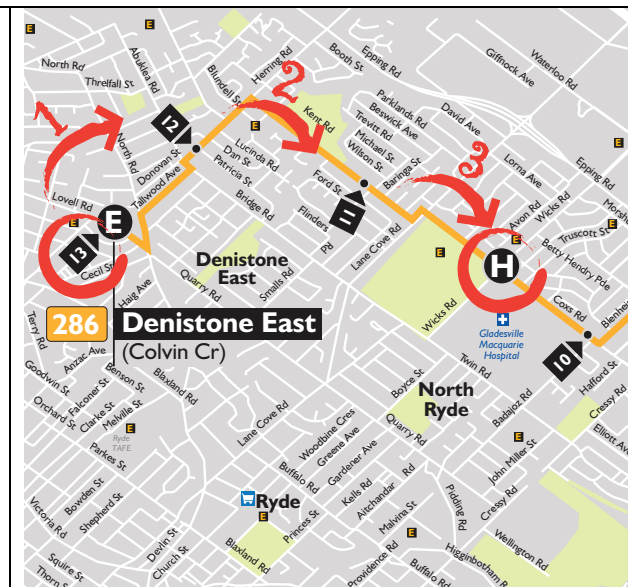 E
E
North Rd
Threlfall St
Abuklea Rd
Blundell St
Herring Rd
Booth St
Epping Rd
Giffnock Ave
Waterloo Rd
1
2
3
North Rd
12
Kent Rd
Parklands Rd
Beswick Ave
Trevitt Rd
Michael St
Wilson St
Baringa St
David Ave
Lorna Ave
Epping Rd
E
E
Donovan St
Tallwood Ave
Lucinda Rd
Dan St
Patricia St
Bridge Rd
Ford St
11
Flinders
Rd
Lane Cove Rd
Avon Rd
Wicks Rd
Truscott St
Morsh
Betty Hendry Pde
Lovell Rd
E
E
13
Cecil St
Haig Ave
Quarry Rd
Denistone
East
Smalls Rd
E
E
H
Wicks Rd
Coxs Rd
Blenhei
10
286
Denistone East
(Colvin Cr)
Gladesville
Macquarie
Hospital
Terry Rd
Anzac Ave
Goodwin St
Orchard St
Falconer St
Clarke St
Benson St
Melville St
Blaxland Rd
E
Ryde
TAFE
Parkes St
Lane Cove Rd
Boyce St
North
Ryde
Quarry Rd
Twin Rd
Badajoz Rd
Hafford St
Cressy Rd
Elliott Av
E
John Miller St
Cressy Rd
Woodbine Cres
Greene Ave
Gardener Ave
Buffalo Rd
Kells Rd
Aitchandar
Rd
Malvina St
Pidding Rd
Wellington Rd
Bowden St
Shepherd St
Victoria Rd
Ryde
E
Princes St
Devlin St
Church St
Blaxland Rd
Squire St
Thorn S
Providence Rd
Buffalo Rd
Higginbotham R